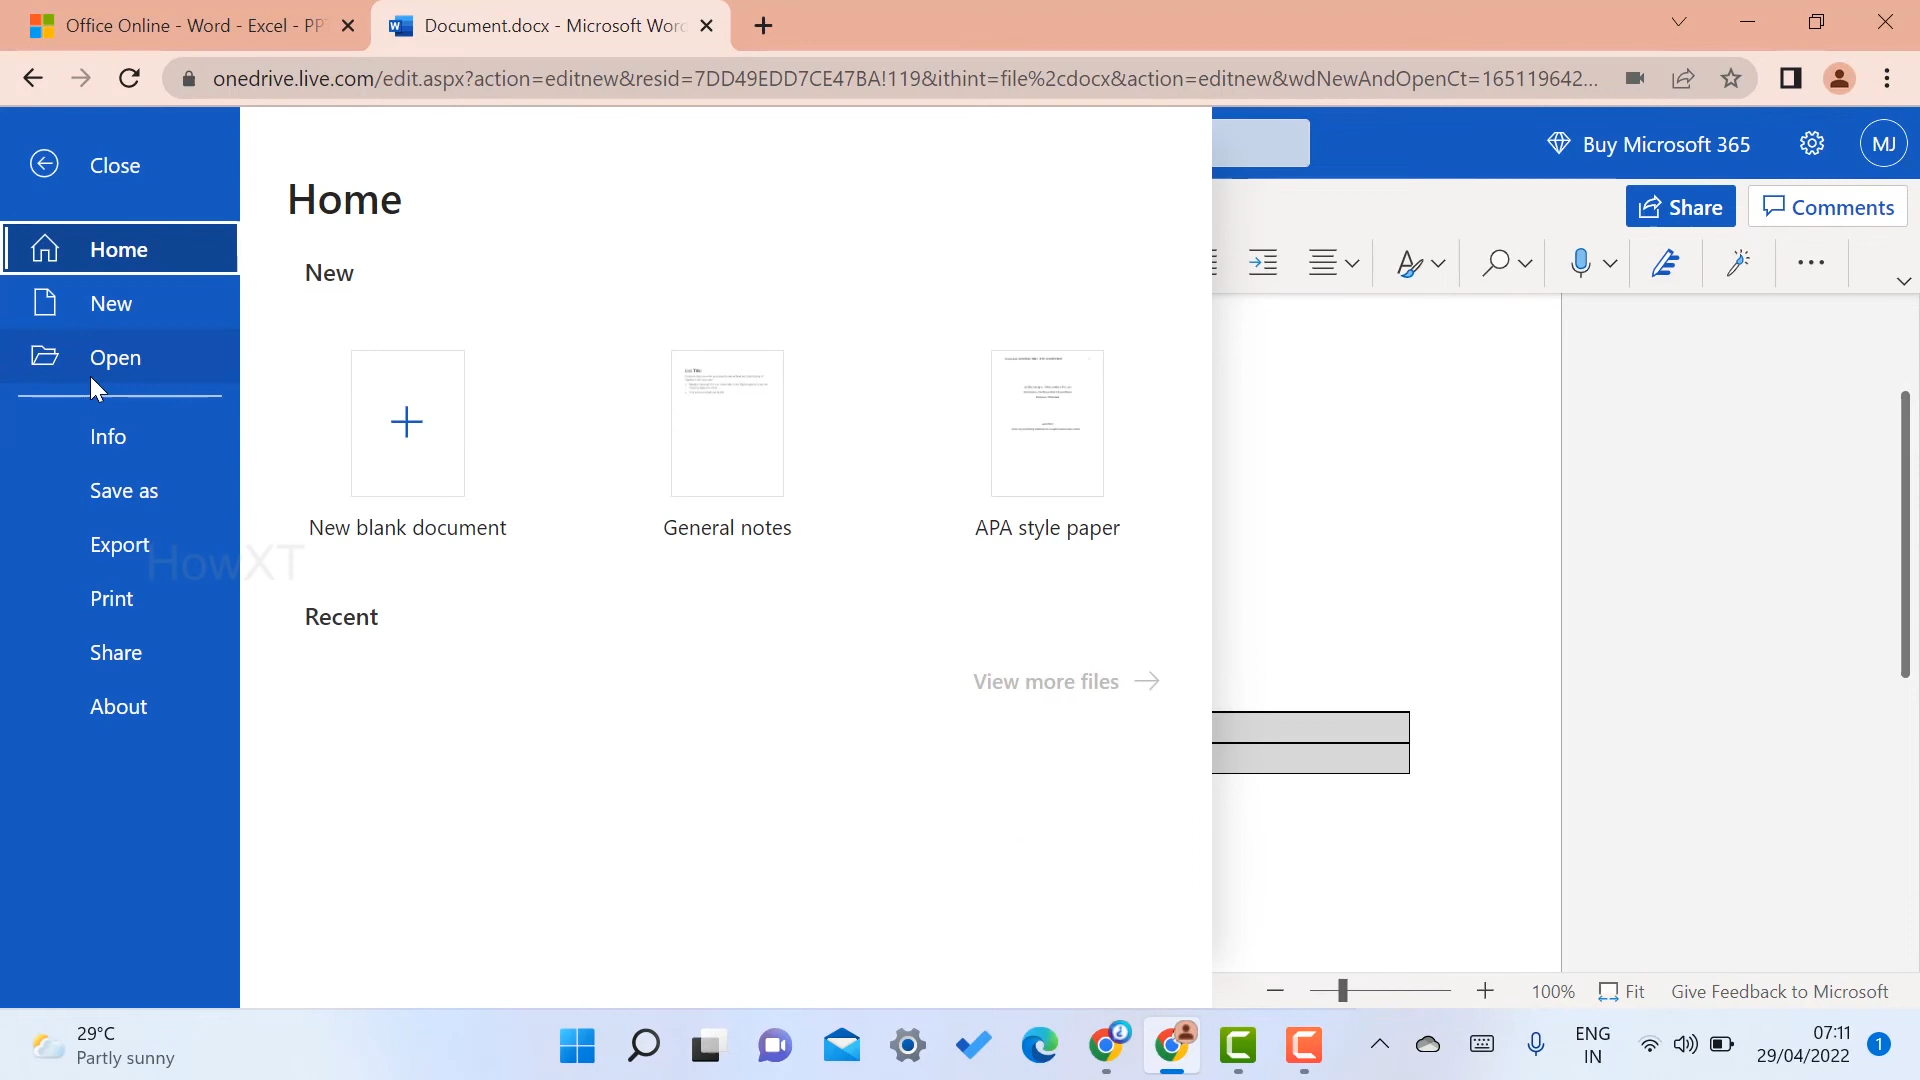 Office Online - Word - Excel - PP
Document.docx - Microsoft Word
onedrive.live.com/edit.aspx?action=editnew&resid=7DD49EDD7CE47BA!119&ithint=file%2cdocx&action=editnew&wdNewAndOpenCt=165119642...
Close
Home
New
Open
Info
Save as
Export
Print
Share
About
HowXT
Home
New
New blank document
General notes
APA style paper
Recent
View more files
Buy Microsoft 365
MJ
Share
Comments
100%
Fit
Give Feedback to Microsoft
29°C
Partly sunny
ENG
IN
07:11
29/04/2022
1